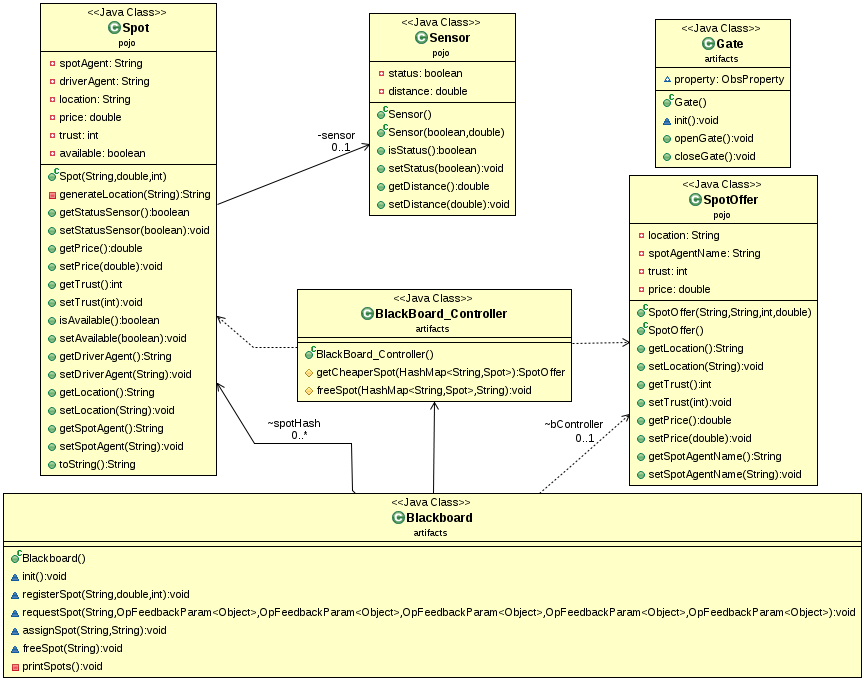 <<Java Class>>
Spot
pojo
spotAgent: String
driverAgent: String
location: String
price: double
trust: int
available: boolean
Spot(String,double,int)
generateLocation(String):String
getStatusSensor():boolean
setStatusSensor(boolean):void
getPrice():double
setPrice(double):void
getTrust():int
setTrust(int):void
isAvailable():boolean
setAvailable(boolean):void
getDriverAgent():String
setDriverAgent(String):void
getLocation():String
setLocation(String):void
getSpotAgent():String
setSpotAgent(String):void
toString():String
-sensor
0..1
<<Java Class>>
Sensor
pojo
status: boolean
distance: double
Sensor()
Sensor(boolean,double)
isStatus():boolean
setStatus(boolean):void
getDistance():double
setDistance(double):void
<<Java Class>>
Gate
artifacts
property: ObsProperty
Gate()
init():void
openGate():void
closeGate():void
<<Java Class>>
SpotOffer
pojo
location: String
spotAgentName: String
trust: int
price: double
SpotOffer(String,String,int,double)
SpotOffer()
getLocation():String
setLocation(String):void
getTrust():int
setTrust(int):void
getPrice():double
setPrice(double):void
getSpotAgentName():String
setSpotAgentName(String):void
<<Java Class>>
BlackBoard_Controller
artifacts
BlackBoard_Controller()
getCheaperSpot(HashMap<String,Spot>):SpotOffer
freeSpot(HashMap<String,Spot>,String):void
~spotHash
0..*
~bController
0..1
<<Java Class>>
Blackboard
artifacts
Blackboard()
init():void
registerSpot(String,double,int):void
requestSpot(String,OpFeedbackParam<Object>,OpFeedbackParam<Object>,OpFeedbackParam<Object>,OpFeedbackParam<Object>,OpFeedbackParam<Object>):void
assignSpot(String,String):void
freeSpot(String):void
printSpots():void